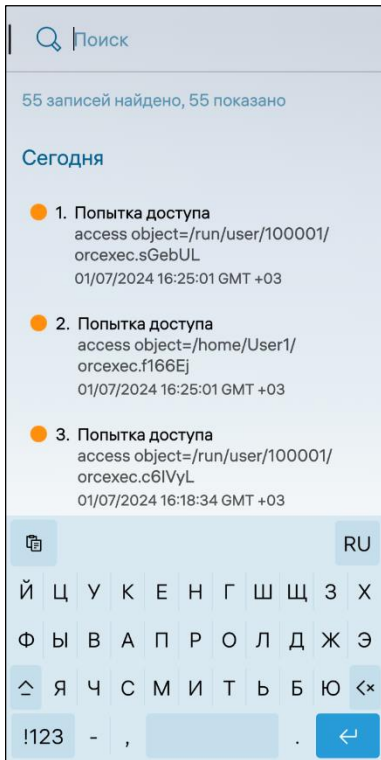 Поиск
55 записей найдено, 55 показано
Сегодня
1. Попытка доступа
access object=/run/user/100001/
orcexec.sGebUL
01/07/2024 16:25:01 GMT +03
2. Попытка доступа
access object=/home/User1/
orcexec.f166Ej
01/07/2024 16:25:01 GMT +03
3. Попытка доступа
access object=/run/user/100001/
orcexec.c6IVyL
01/07/2024 16:18:34 GMT +03
RU
Й Ц У К Е Н Г Ш Щ З Х
Ф Ы В А П Р О Л Д Ж Э
Я Ч С М И Т Ь Б Ю
!123 - , .